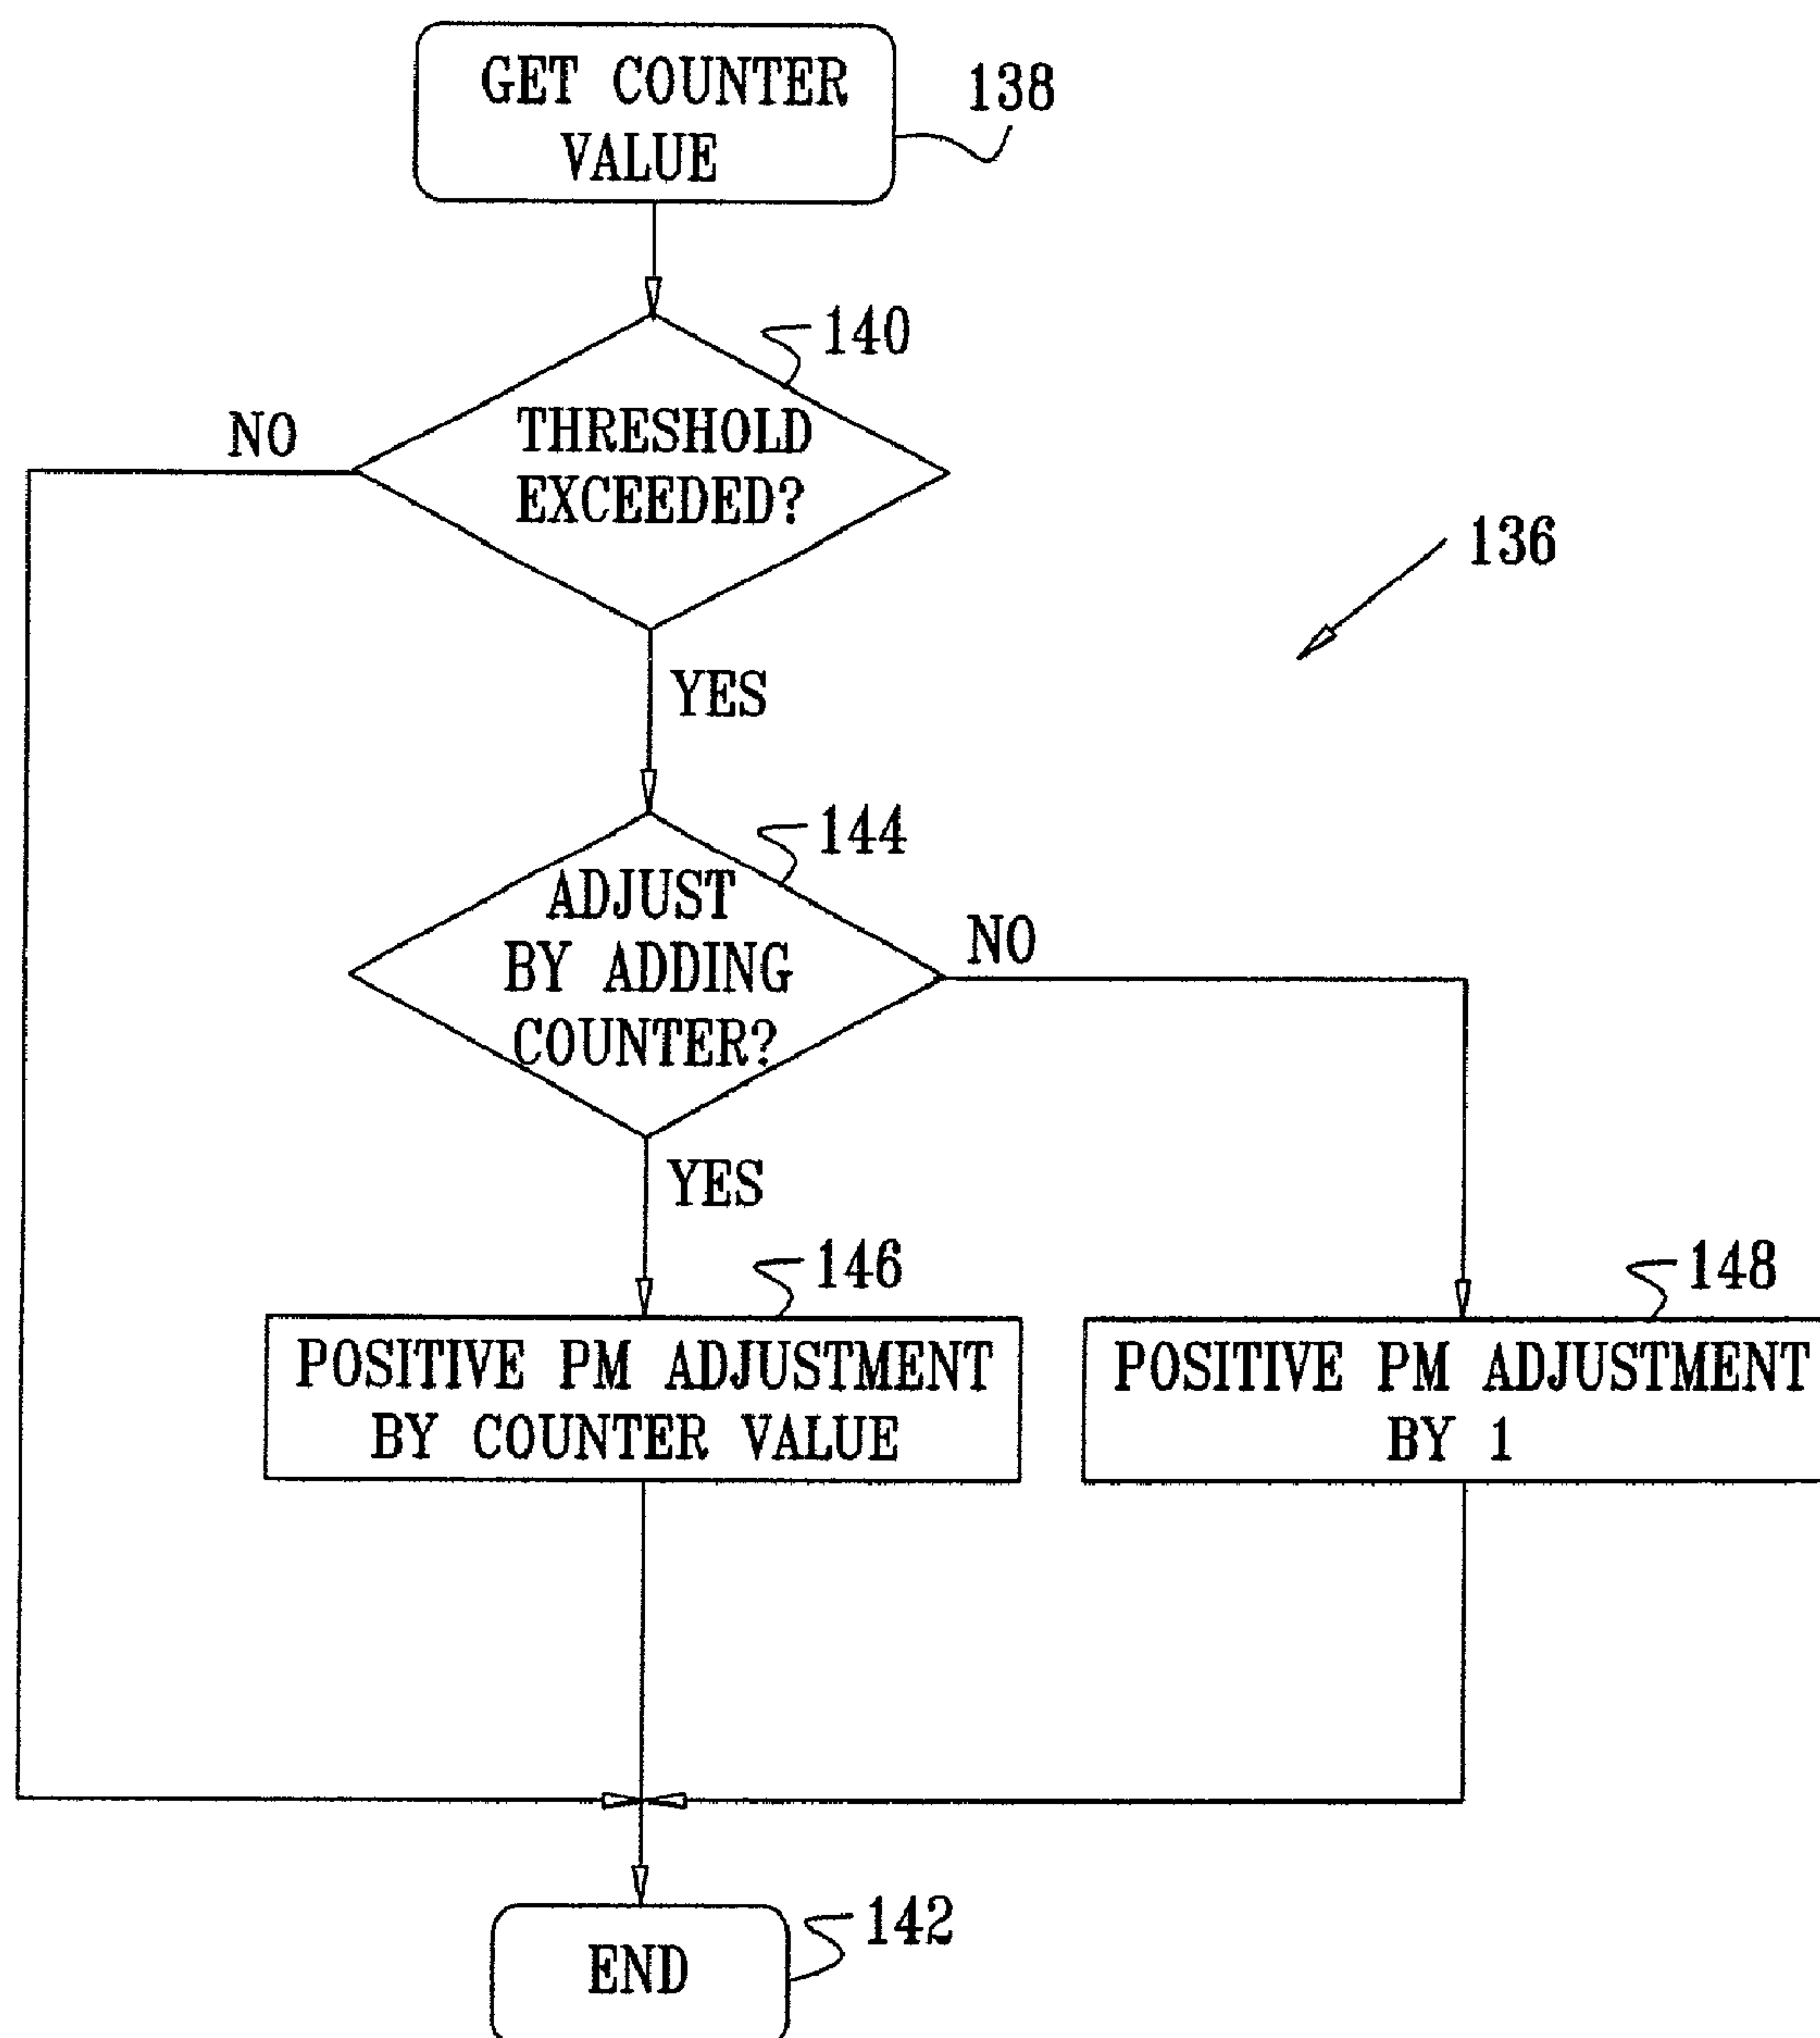 GET COUNTER
VALUE
138
140
THRESHOLD
EXCEEDED?
NO
136
YES
144
ADJUST
BY ADDING
COUNTER?
NO
YES
146
POSITIVE PM ADJUSTMENT
BY COUNTER VALUE
148
POSITIVE PM ADJUSTMENT
BY 1
142
END